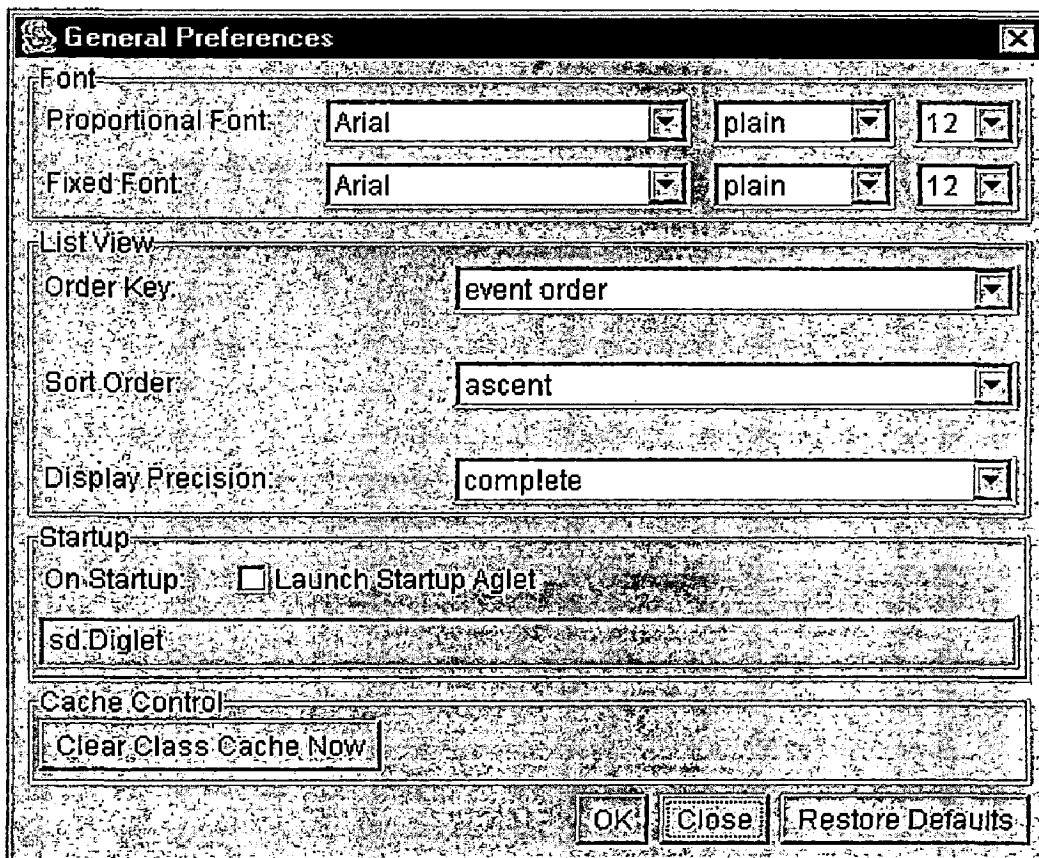 General Preferences
Font
Proportional Font: Arial plain 12
Fixed Font: Arial plain 12
List View
Order Key: event order
Sort Order: ascent
Display Precision: complete
Startup
On Startup: Launch Startup Aglet
sd.Diglet
Cache Control
Clear Class Cache Now
OK Close Restore Defaults